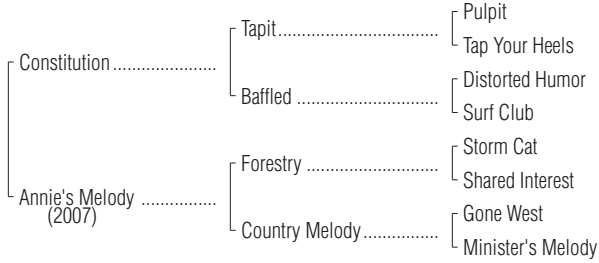 Pulpit
Tapit
Tap Your Heels
Constitution
Distorted Humor
Baffled
Surf Club
Storm Cat
Forestry
Shared Interest
Annie's Melody
(2007)
Gone West
Country Melody
Minister's Melody